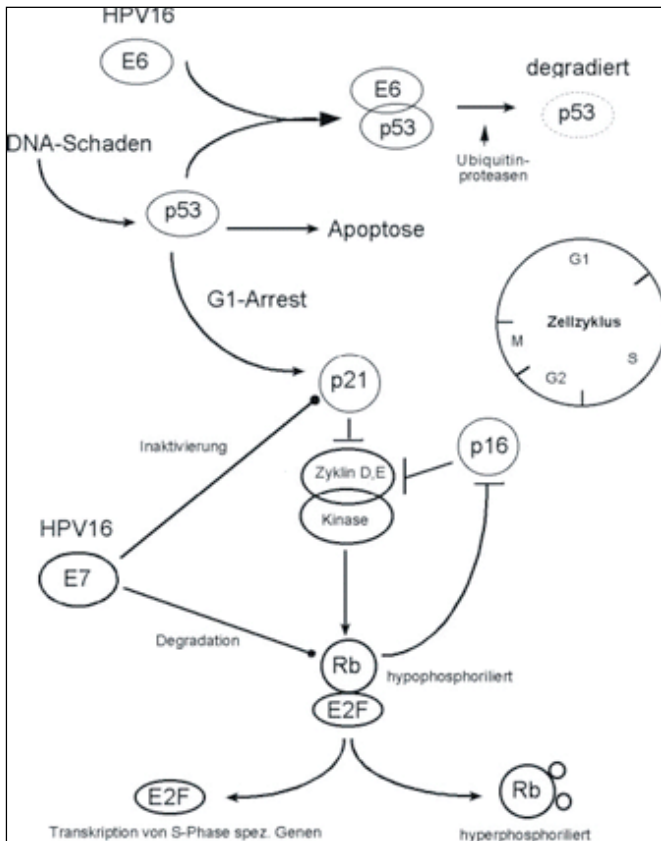 HPV16
E6
E6
p53
degradiert
p53
Ubiquitin-
proteasen
DNA-Schaden
p53
Apoptose
G1-Arrest
G1
Zellzyklus
M
S
G2
p21
Inaktivierung
Zyklin D,E
Kinase
p16
HPV16
E7
Degradation
Rb
hypophosphoriliert
E2F
E2F
Transkription von S-Phase spez. Genen
Rb
hyperphosphoriliert